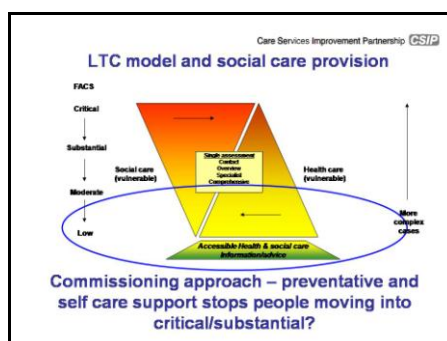 Care Services Improvement Partnership CSIP
LTC model and social care provision
FACS
Critical
Substantial
Moderate
Low
Social care
(vulnerable)
Single assessment
Contact
Overview
Specialist
Comprehensive
Health care
(vulnerable)
More
complex
cases
Accessible Health & social care
Information/advice
Commissioning approach – preventative and
self care support stops people moving into
critical/substantial?